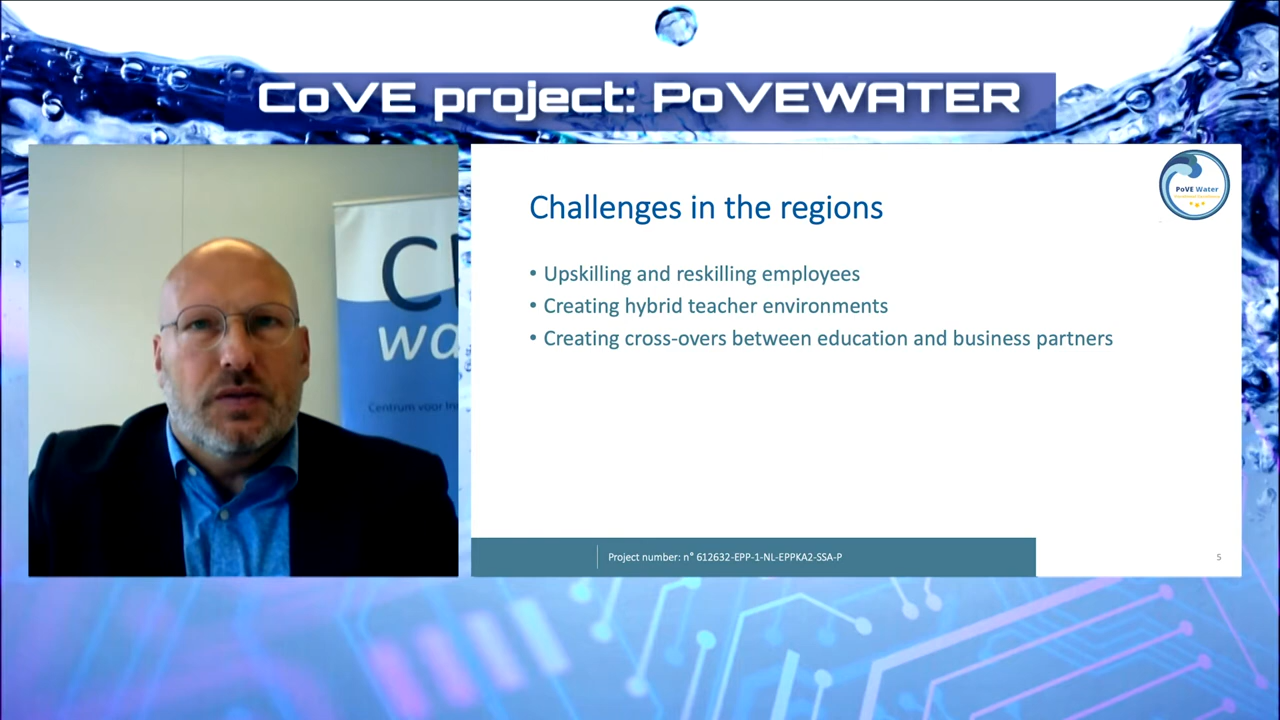 CoVE project: PoVEWATER
Challenges in the regions
• Upskilling and reskilling employees
• Creating hybrid teacher environments
• Creating cross-overs between education and business partners
PoVE Water
wa
Centrum voor
Project number: n° 612632-EPP-1-NL-EPPKA2-SSA-P
5